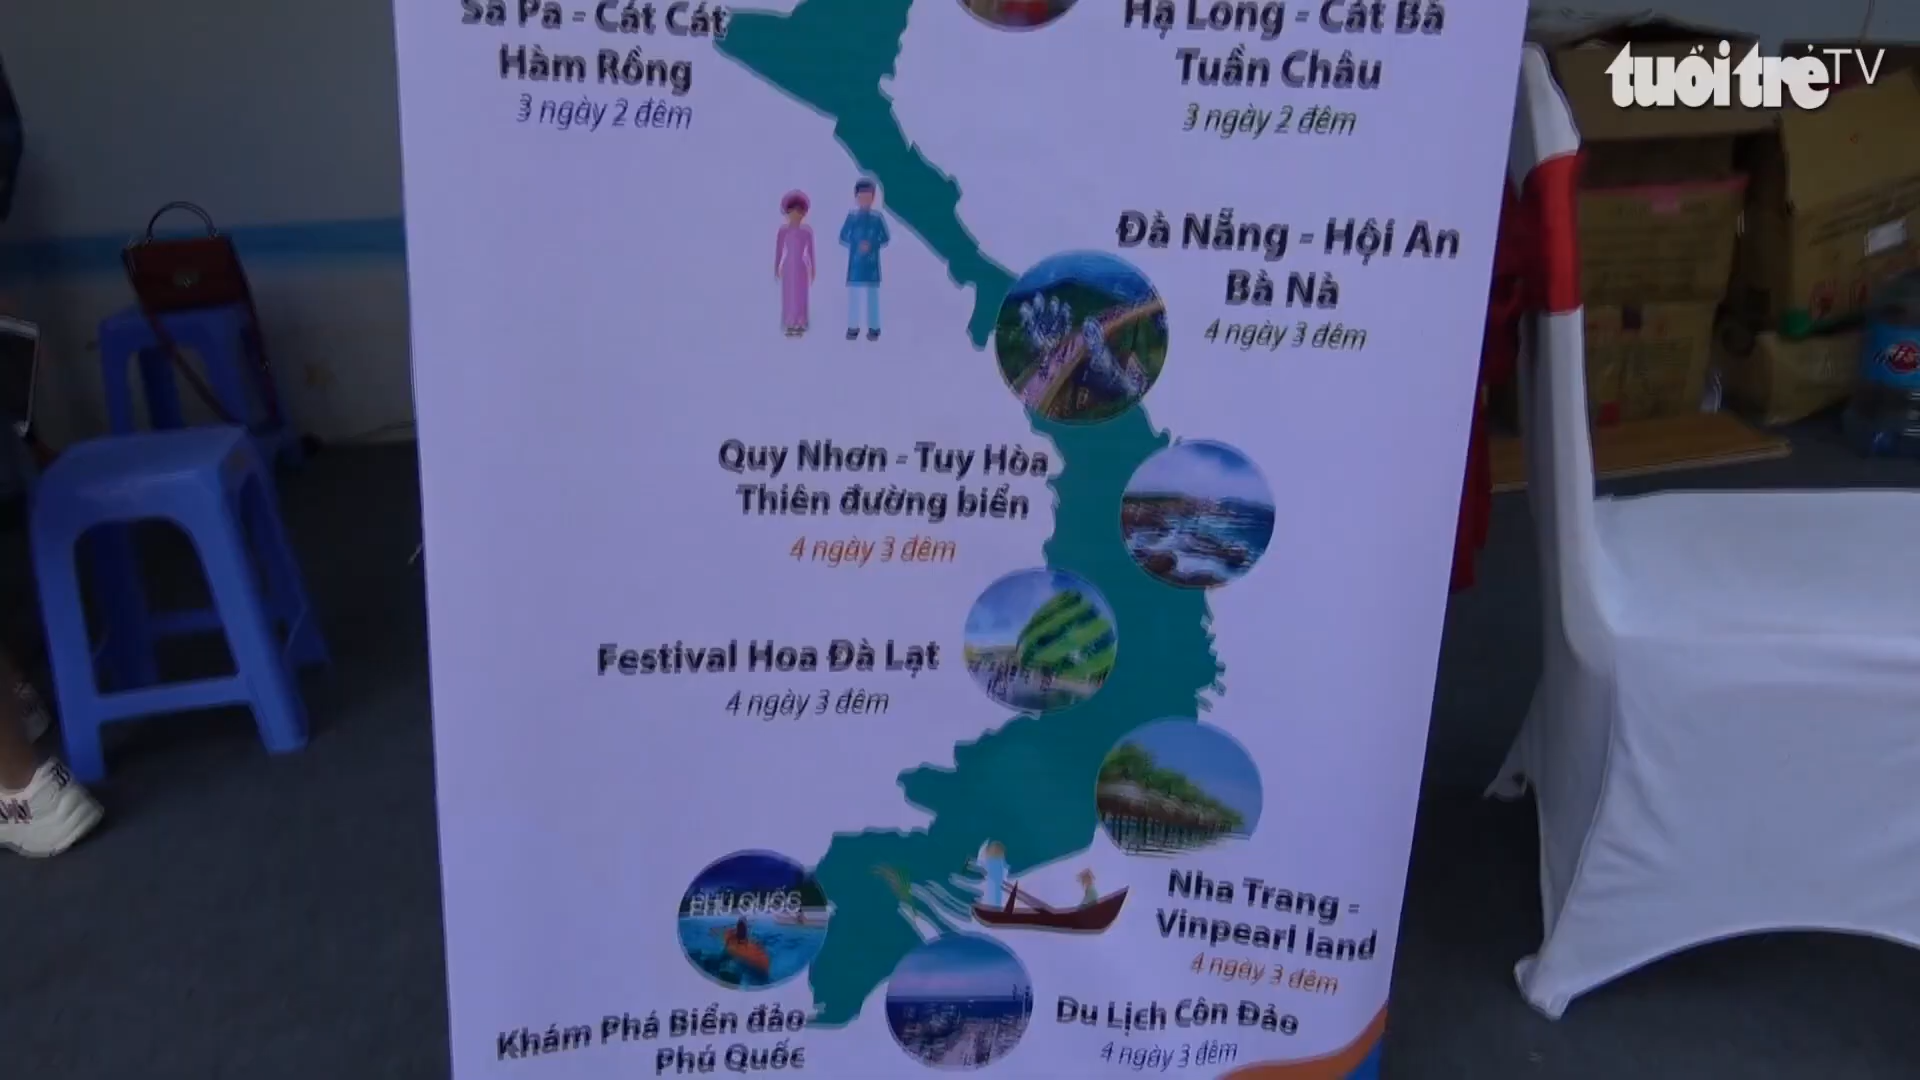 Sa Pa - Cát Cát
Hàm Rồng
3 ngày 2 đêm
Hạ Long - Cát Bà
Tuần Châu
3 ngày 2 đêm
tuổi trẻ TV
Đà Nẵng - Hội An
Bà Nà
4 ngày 3 đêm
Quy Nhơn - Tuy Hòa
Thiên đường biển
4 ngày 3 đêm
Festival Hoa Đà Lạt
4 ngày 3 đêm
Nha Trang -
Vinpearl land
4 ngày 3 đêm
PHÚ QUỐC
Khám Phá Biển đảo
Phú Quốc
Du Lịch Côn Đảo
4 ngày 3 đêm